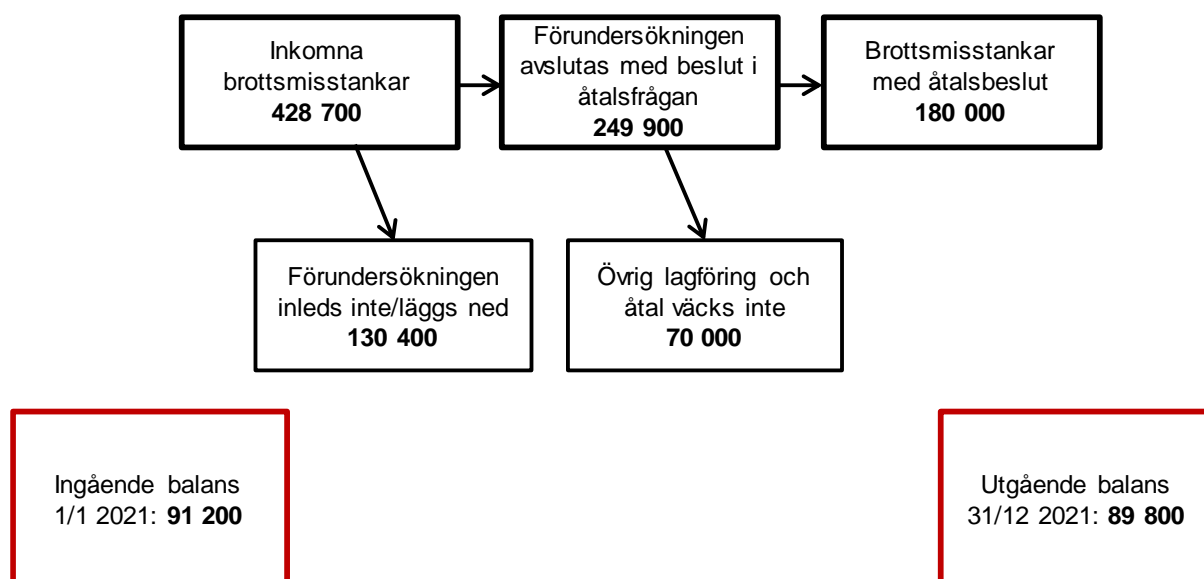 Inkomna
brottsmisstankar
428 700
Förundersökningen
avslutas med beslut i
åtalsfrågan
249 900
Brottsmisstankar
med åtalsbeslut
180 000
Förundersökningen
inleds inte/läggs ned
130 400
Övrig lagföring och
åtal väcks inte
70 000
Ingående balans
1/1 2021: 91 200
Utgående balans
31/12 2021: 89 800